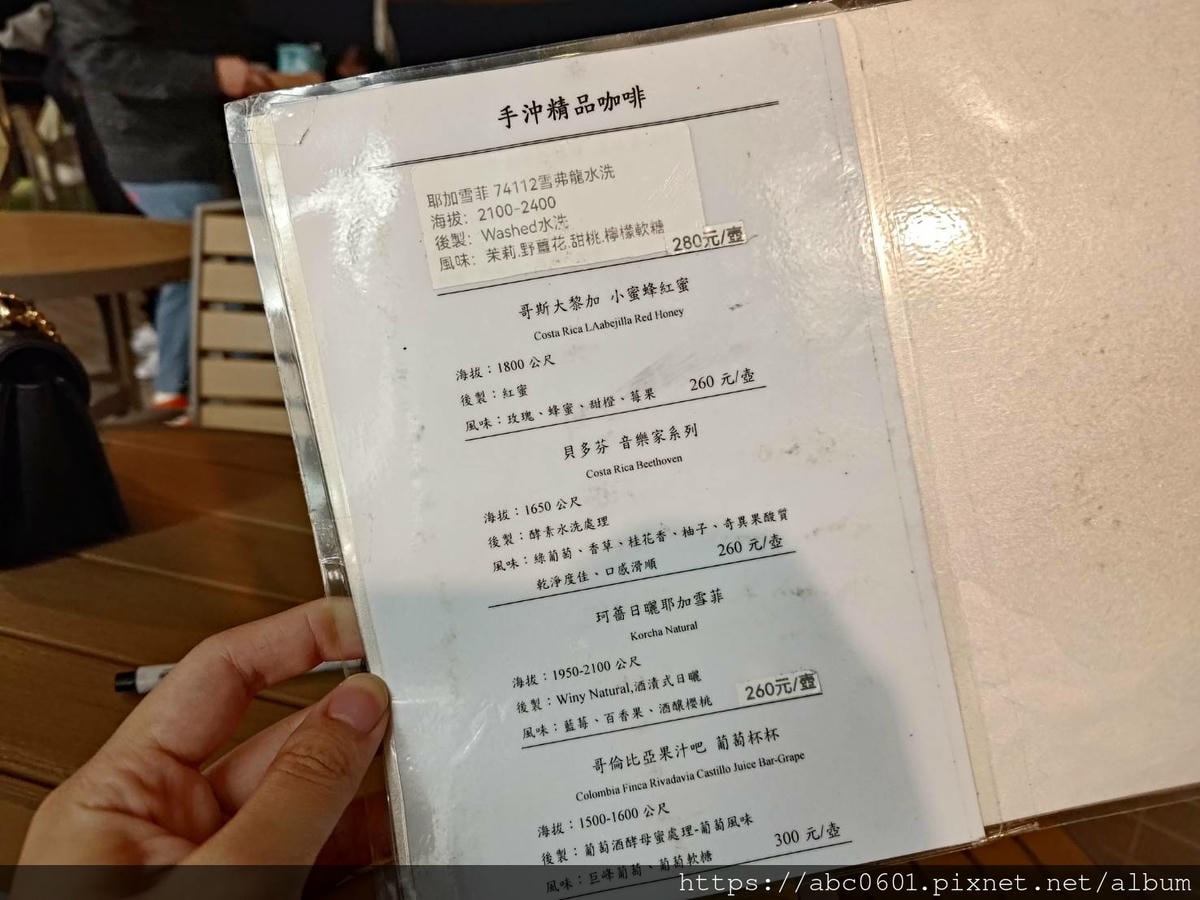 手沖精品咖啡
耶加雪菲 74112雪弗龍水洗
海拔：2100-2400
後製：Washed水洗
風味：茉莉.野薑花.甜桃.檸檬軟糖
280元/壺
哥斯大黎加 小蜜蜂紅蜜
Costa Rica LAabejilla Red Honey
海拔：1800 公尺
後製：紅蜜
風味：玫瑰、蜂蜜、甜橙、莓果 260 元/壺
貝多芬 音樂家系列
Costa Rica Beethoven
海拔：1650 公尺
後製：酵素水洗處理
風味：綠葡萄、香草、桂花香、柚子、奇異果酸質
乾淨度佳、口感滑順 260 元/壺
珂薔日曬耶加雪菲
Korcha Natural
海拔：1950-2100 公尺
後製：Winy Natural,酒漬式日曬
風味：藍莓、百香果、酒釀櫻桃 260元/壺
哥倫比亞果汁吧 葡萄杯杯
Colombia Finca Rivadavia Castillo Juice Bar-Grape
海拔：1500-1600 公尺
後製：葡萄酒酵母蜜處理-葡萄風味
風味：巨峰葡萄、葡萄軟糖 300 元/壺
https://abc0601.pixnet.net/album